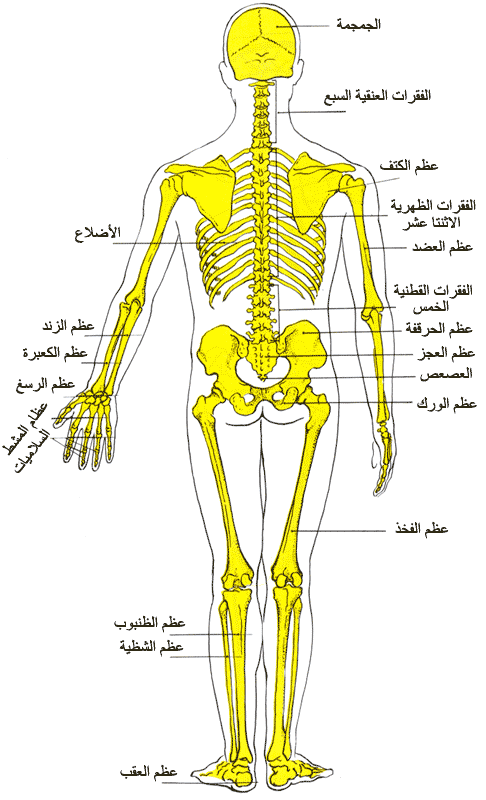 الجمجمة
الفقرات العنقية السبع
عظم الكتف
الفقرات الظهرية
الاثنتا عشر
الأضلاع
عظم العضد
الفقرات القطنية
الخمس
عظم الزند
عظم الحرقفة
عظم الكعبرة
عظم العجز
العصعص
عظم الرسغ
عظم الورك
عظام المشط
السلاميات
عظم الفخذ
عظم الظنبوب
عظم الشظية
عظم العقب